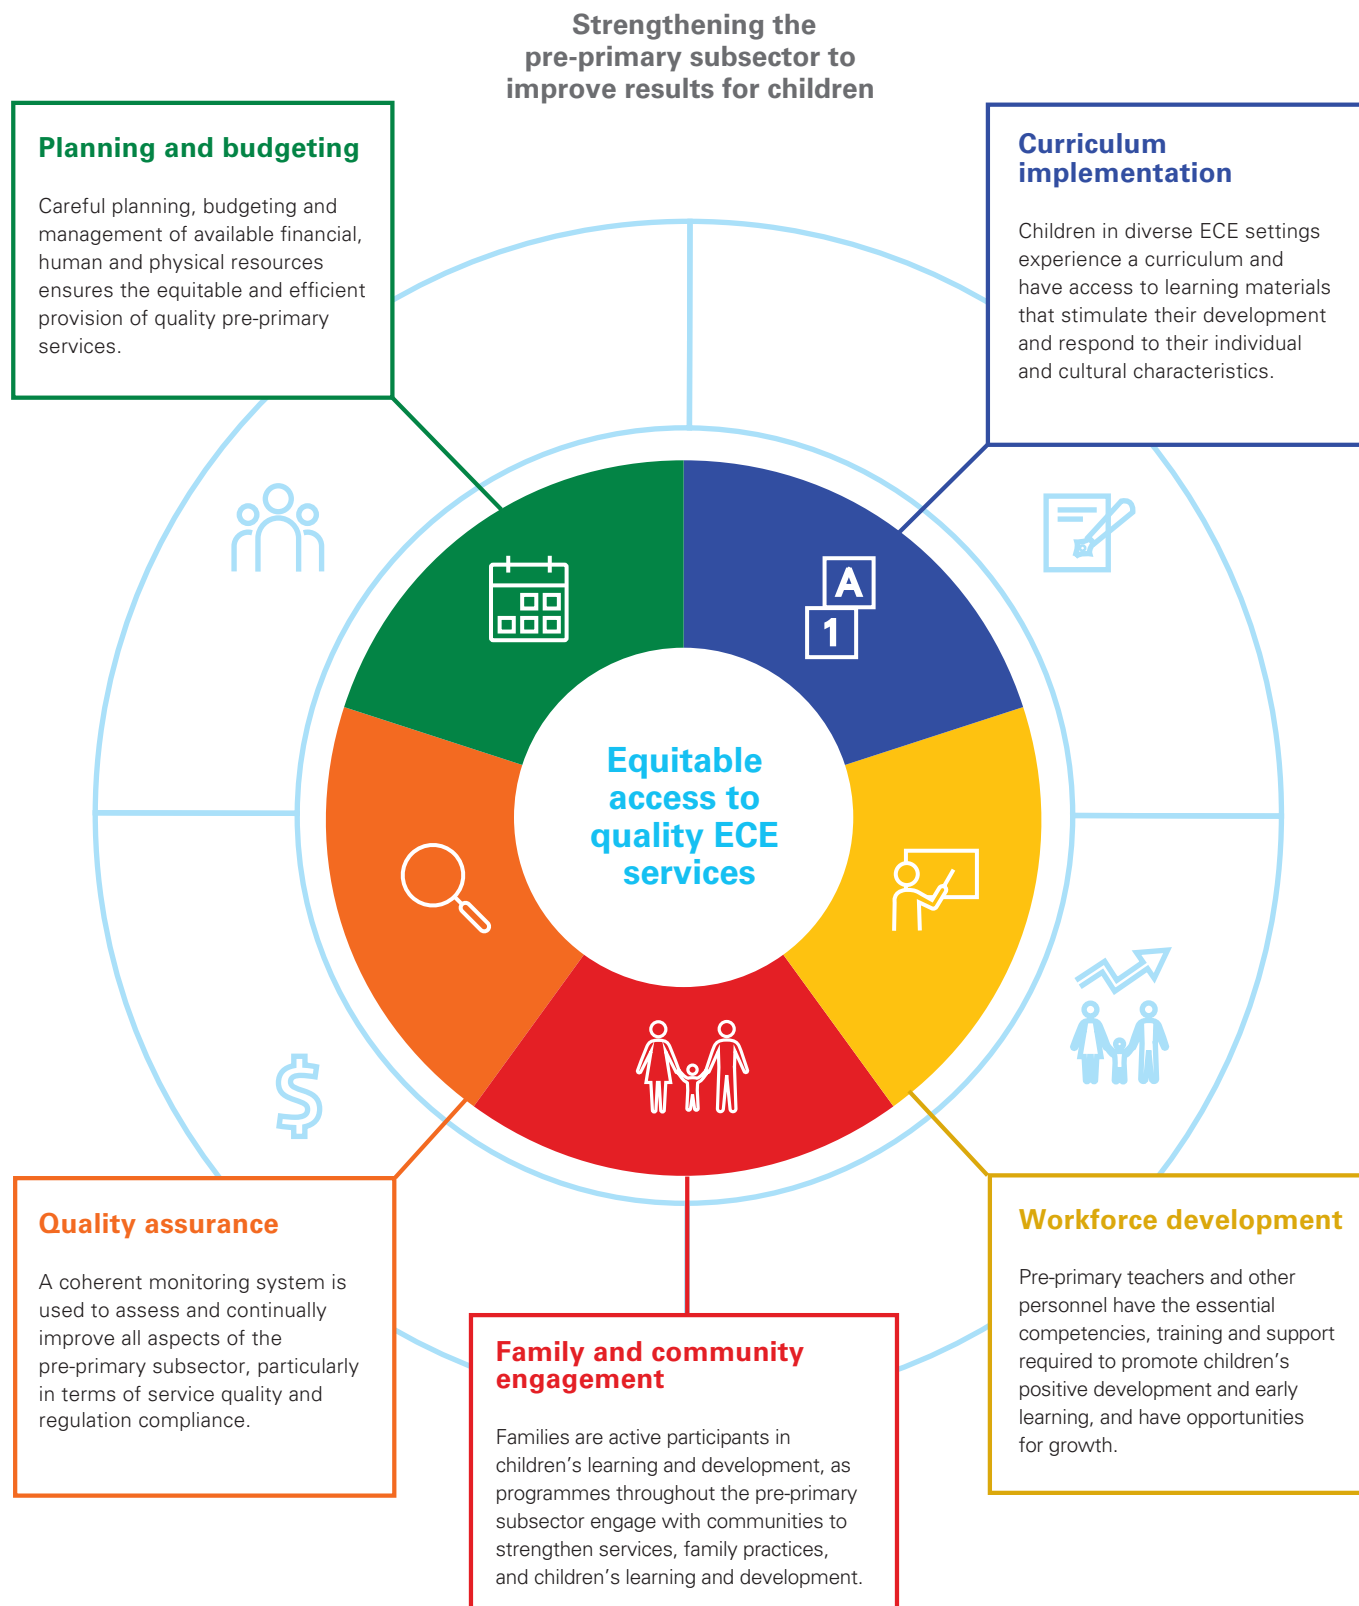 Strengthening the
pre-primary subsector to
improve results for children
Planning and budgeting
Careful planning, budgeting and
management of available financial,
human and physical resources
ensures the equitable and efficient
provision of quality pre-primary
services.
Curriculum
implementation
Children in diverse ECE settings
experience a curriculum and
have access to learning materials
that stimulate their development
and respond to their individual
and cultural characteristics.
A
1
Equitable
access to
quality ECE
services
$
Quality assurance
A coherent monitoring system is
used to assess and continually
improve all aspects of the
pre-primary subsector, particularly
in terms of service quality and
regulation compliance.
Family and community
engagement
Families are active participants in
children’s learning and development, as
programmes throughout the pre-primary
subsector engage with communities to
strengthen services, family practices,
and children’s learning and development.
Workforce development
Pre-primary teachers and other
personnel have the essential
competencies, training and support
required to promote children’s
positive development and early
learning, and have opportunities
for growth.